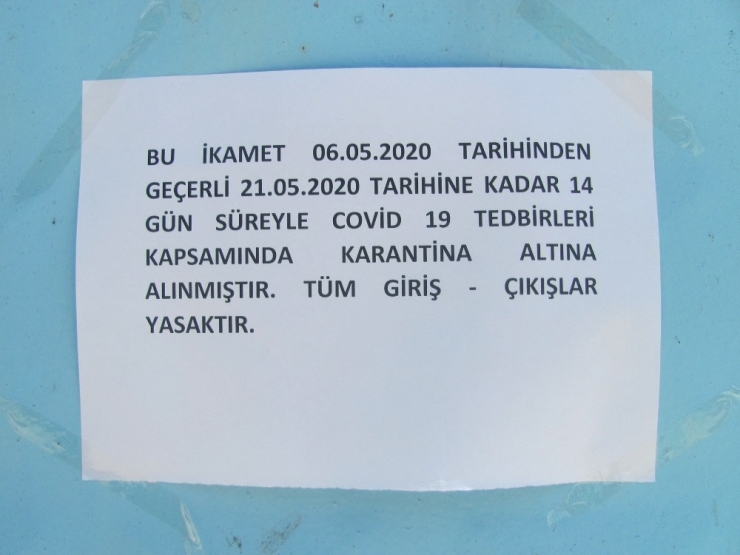 BU İKAMET 06.05.2020 TARİHİNDEN
GEÇERLİ 21.05.2020 TARİHİNE KADAR 14
GÜN SÜREYLE COVİD 19 TEDBİRLERİ
KAPSAMINDA KARANTİNA ALTINA
ALINMIŞTIR. TÜM GİRİŞ - ÇIKIŞLAR
YASAKTIR.